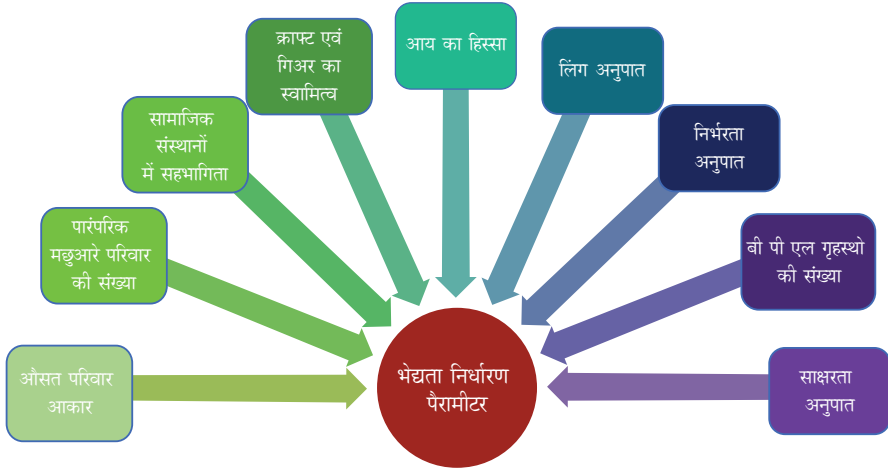 औसत परिवार
आकार
पारंपरिक
मछुआरे परिवार
की संख्या
सामाजिक
संस्थानों
में सहभागिता
क्राफ्ट एवं
गिअर का
स्वामित्व
आय का हिस्सा
लिंग अनुपात
निर्भरता
अनुपात
बी पी एल गृहस्थो
की संख्या
साक्षरता
अनुपात
भेद्यता निर्धारण
पैरामीटर